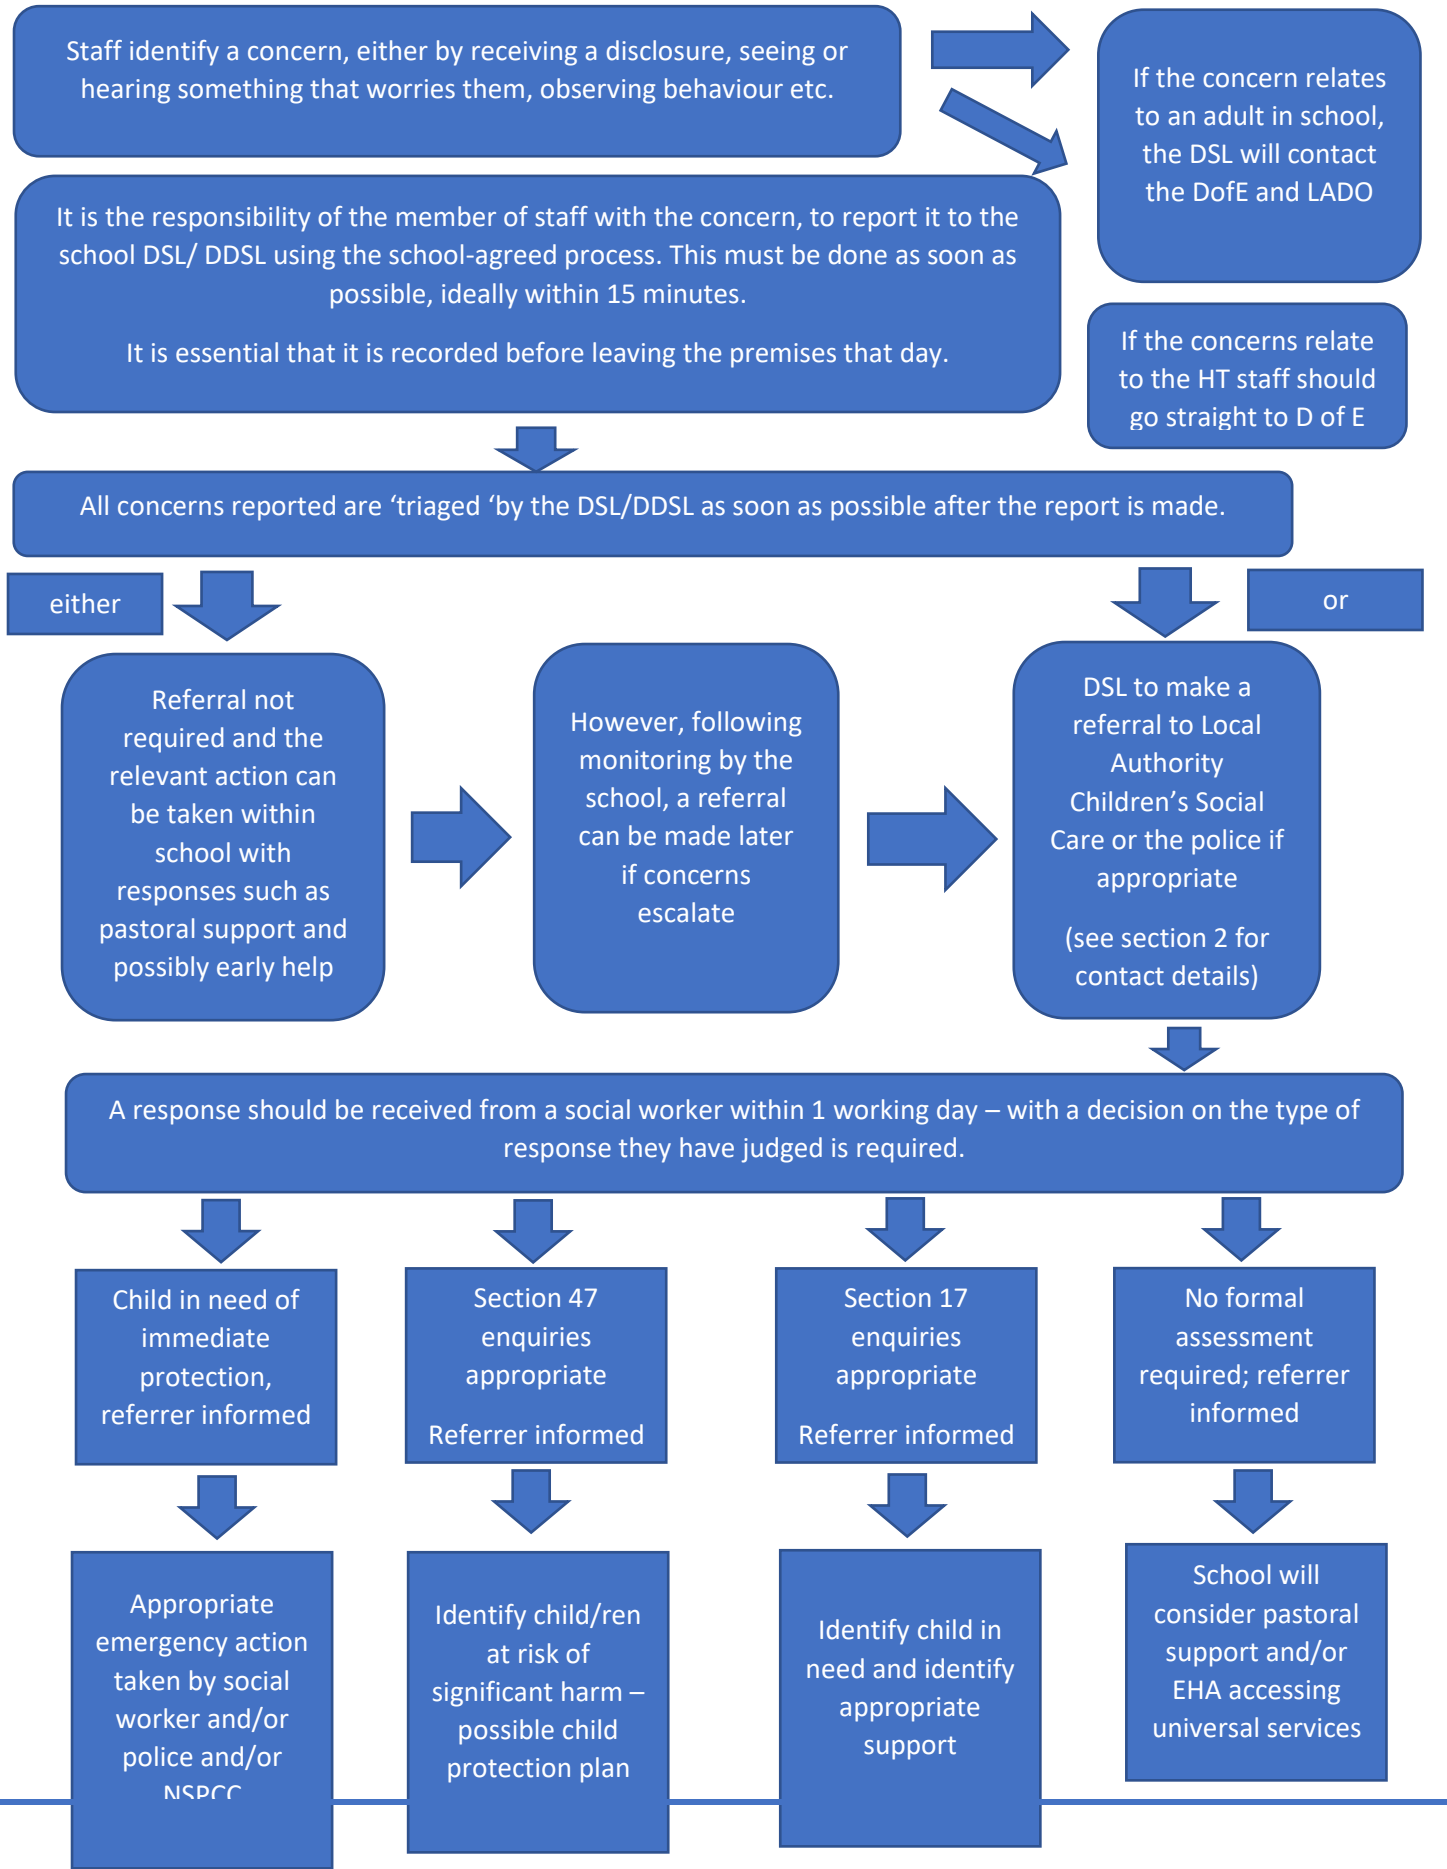 Staff identify a concern, either by receiving a disclosure, seeing or
hearing something that worries them, observing behaviour etc.
If the concern relates
to an adult in school,
the DSL will contact
the DofE and LADO
It is the responsibility of the member of staff with the concern, to report it to the
school DSL/ DDSL using the school-agreed process. This must be done as soon as
possible, ideally within 15 minutes.
It is essential that it is recorded before leaving the premises that day.
If the concerns relate
to the HT staff should
go straight to D of E
All concerns reported are ‘triaged ‘by the DSL/DDSL as soon as possible after the report is made.
either
or
Referral not
required and the
relevant action can
be taken within
school with
responses such as
pastoral support and
possibly early help
However, following
monitoring by the
school, a referral
can be made later
if concerns
escalate
DSL to make a
referral to Local
Authority
Children’s Social
Care or the police if
appropriate
(see section 2 for
contact details)
A response should be received from a social worker within 1 working day – with a decision on the type of
response they have judged is required.
Child in need of
immediate
protection,
referrer informed
Section 47
enquiries
appropriate
Referrer informed
Section 17
enquiries
appropriate
Referrer informed
No formal
assessment
required; referrer
informed
Appropriate
emergency action
taken by social
worker and/or
police and/or
NSPCC
Identify child/ren
at risk of
significant harm –
possible child
protection plan
Identify child in
need and identify
appropriate
support
School will
consider pastoral
support and/or
EHA accessing
universal services